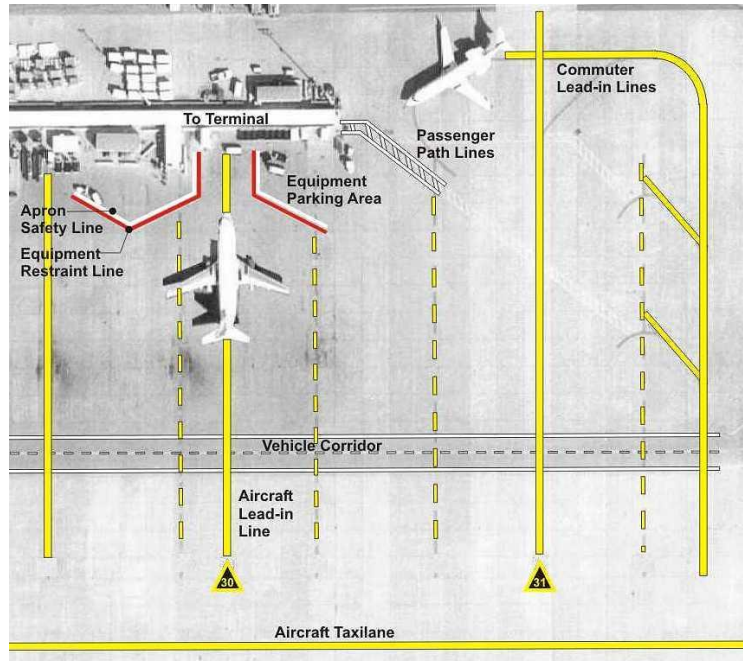 Commuter
Lead-in Lines
To Terminal
Passenger
Path Lines
Equipment
Parking Area
Apron
Safety Line
Equipment
Restraint Line
Vehicle Corridor
Aircraft
Lead-in
Line
30
31
Aircraft Taxilane